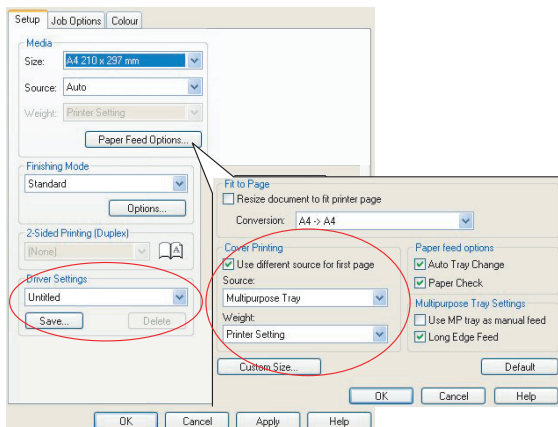 Setup Job Options Colour
Media
Size: A4 210 x 297 mm
Source: Auto
Weight: Printer Setting
Paper Feed Options...
Finishing Mode
Standard
Options...
2-Sided Printing (Duplex)
(None)
Driver Settings
Untitled
Save... Delete
OK Cancel Apply Help
Fit to Page
Resize document to fit printer page
Conversion: A4 -> A4
Cover Printing
Use different source for first page
Source:
Multipurpose Tray
Weight:
Printer Setting
Custom Size...
Paper feed options
Auto Tray Change
Paper Check
Multipurpose Tray Settings
Use MP tray as manual feed
Long Edge Feed
Default
OK Cancel Help